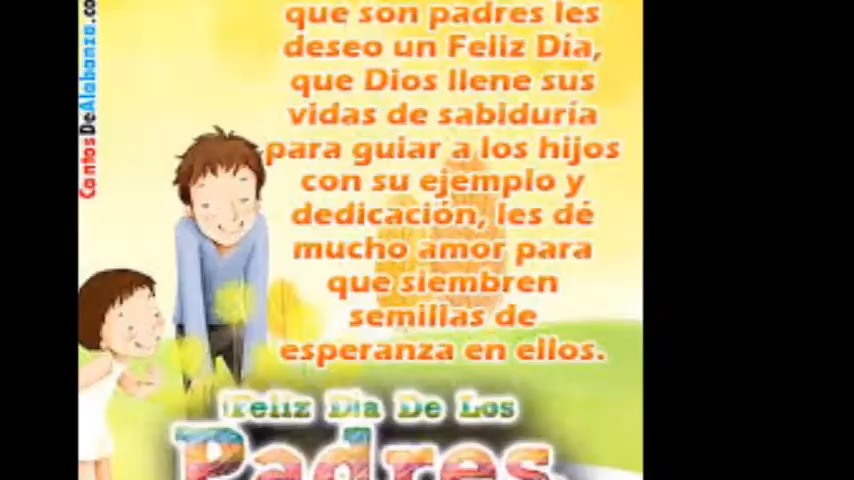 que son padres les
deseo un Feliz Día,
que Dios llene sus
vidas de sabiduría
para guiar a los hijos
con su ejemplo y
dedicación, les dé
mucho amor para
que siembren
semillas de
esperanza en ellos.
Feliz Día De Los
Padres
CantosDeAlabanza.co